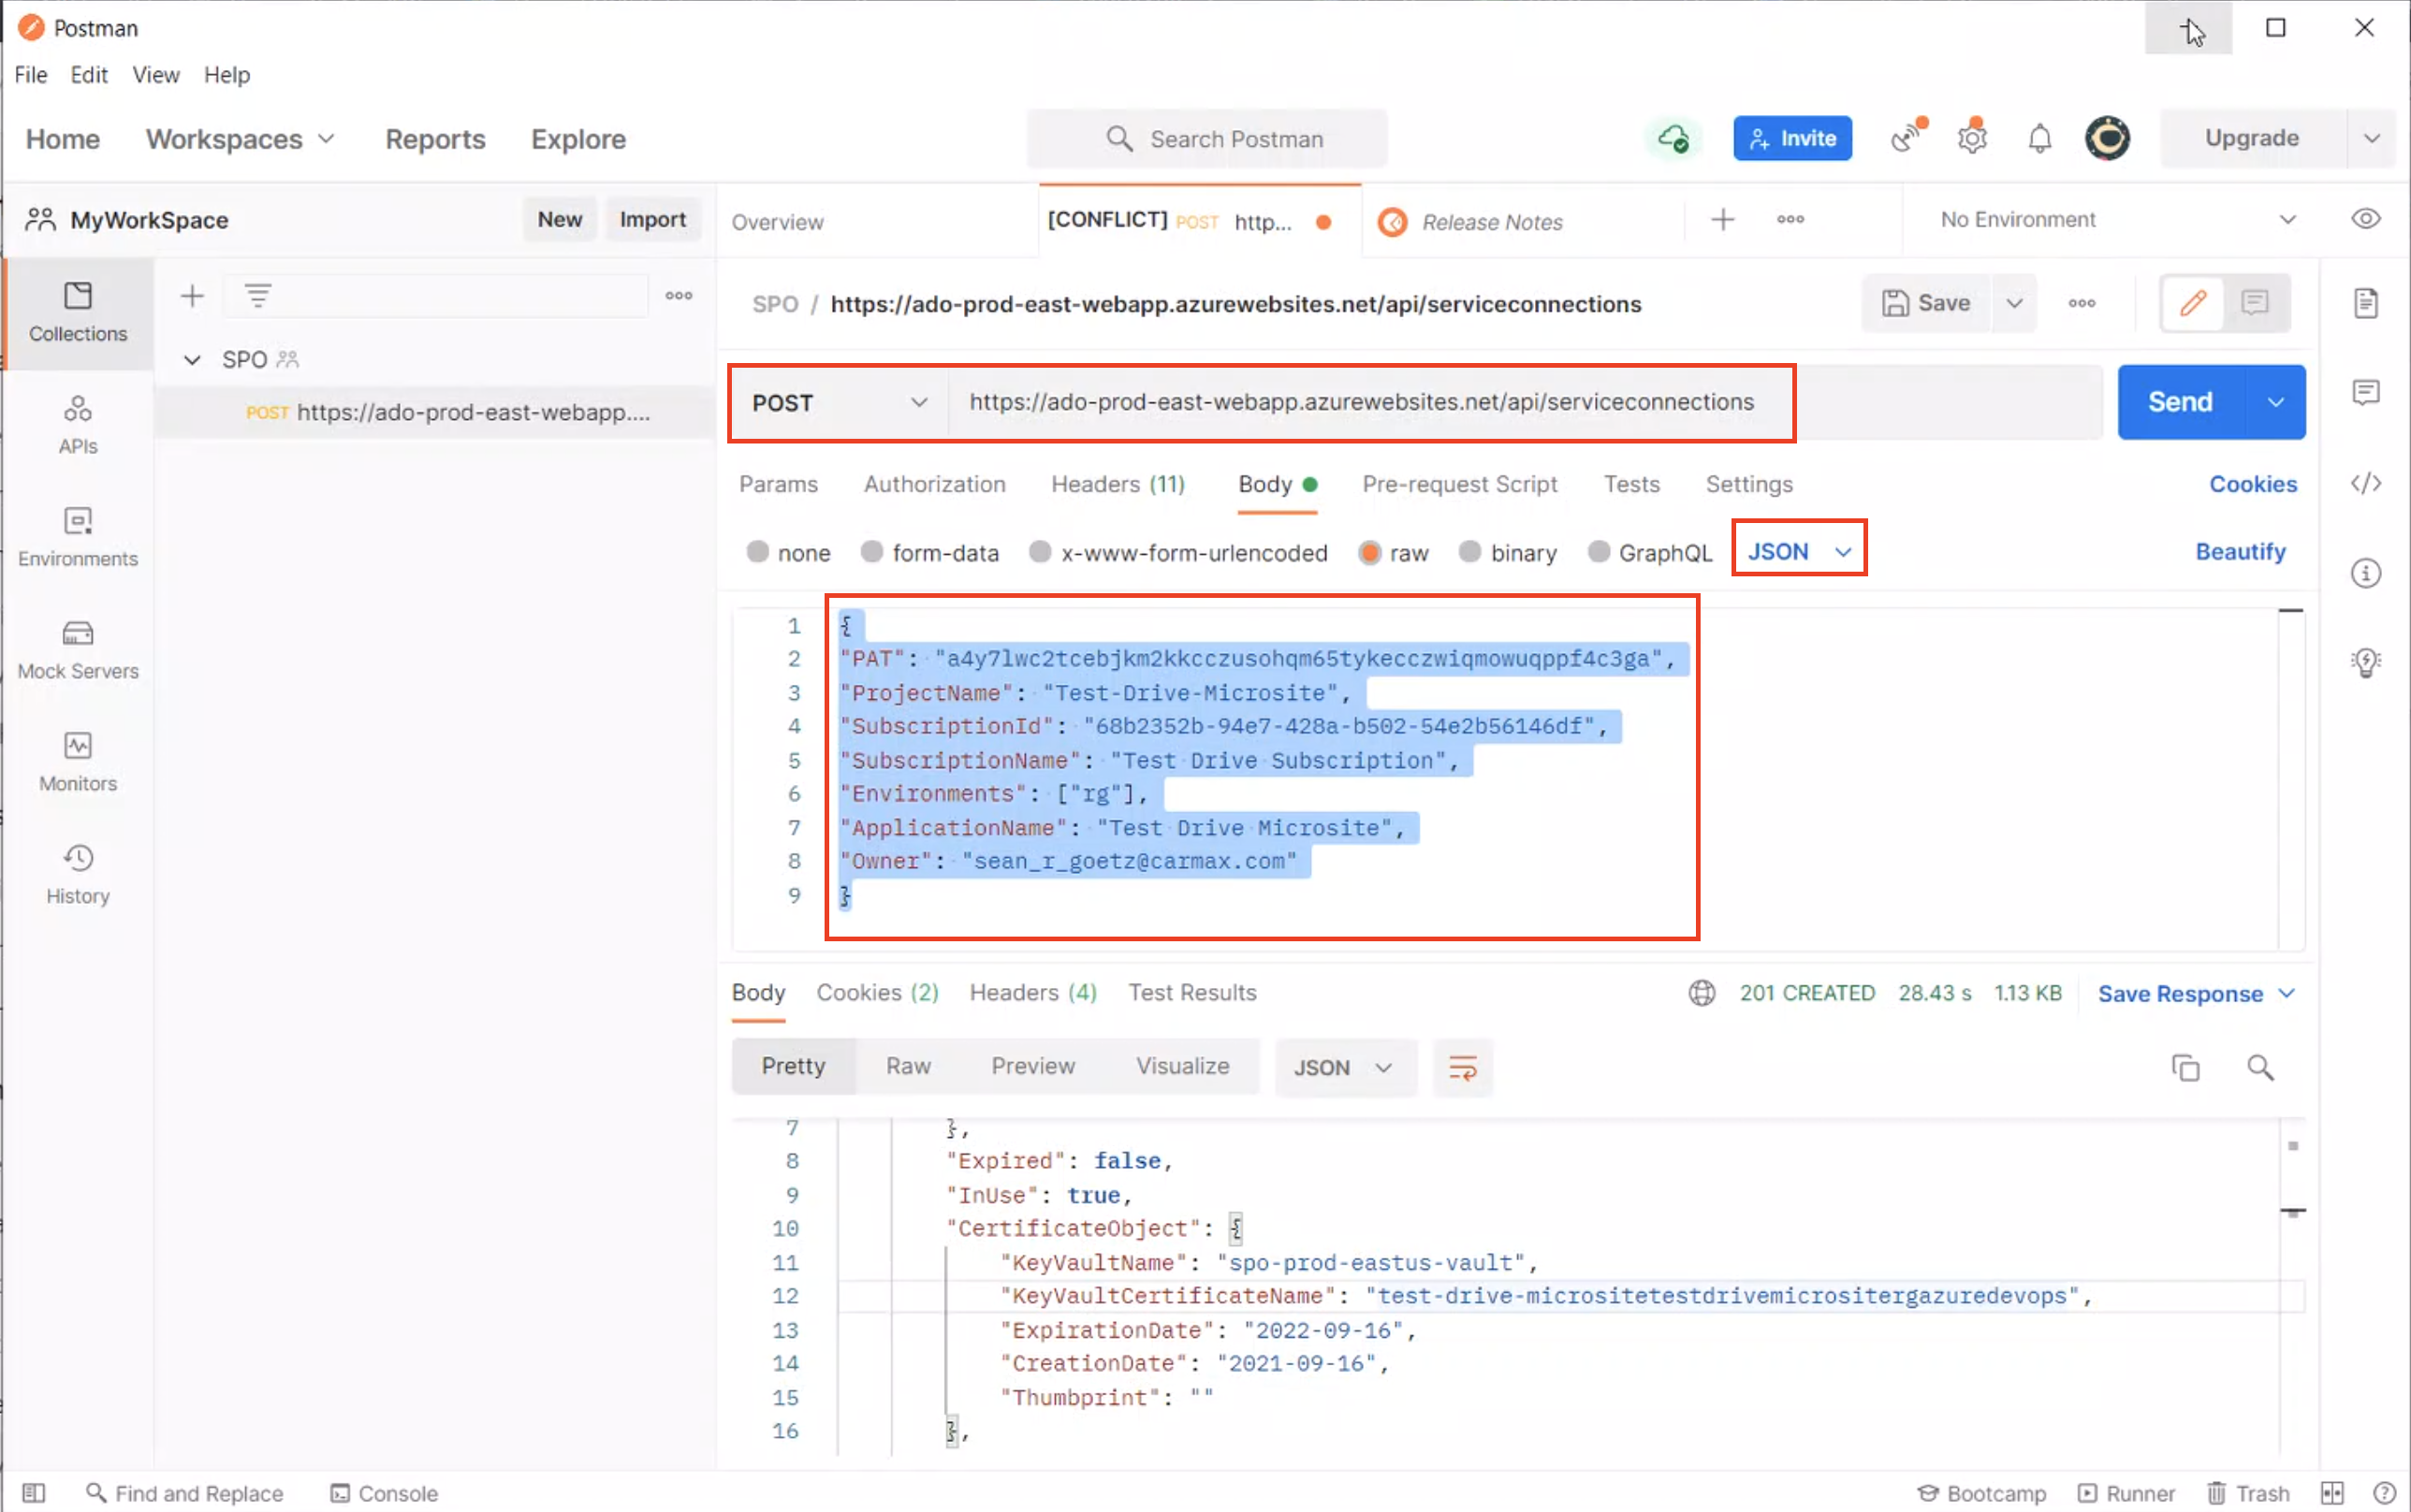 Postman
File Edit View Help
Home Workspaces Reports Explore Search Postman Invite Upgrade
MyWorkSpace New Import Overview [CONFLICT] POST http... Release Notes No Environment
Collections
SPO / https://ado-prod-east-webapp.azurewebsites.net/api/serviceconnections Save
SPO
POST https://ado-prod-east-webapp....
POST https://ado-prod-east-webapp.azurewebsites.net/api/serviceconnections Send
APIs
Params Authorization Headers (11) Body Pre-request Script Tests Settings Cookies
Environments
none form-data x-www-form-urlencoded raw binary GraphQL JSON Beautify
Mock Servers
Monitors
History
1 {
2 "PAT": "a4y7lwc2tcebjkm2kkcczusohqm65tykecczwiqmowuqppf4c3ga",
3 "ProjectName": "Test-Drive-Microsite",
4 "SubscriptionId": "68b2352b-94e7-428a-b502-54e2b56146df",
5 "SubscriptionName": "Test Drive Subscription",
6 "Environments": ["rg"],
7 "ApplicationName": "Test Drive Microsite",
8 "Owner": "sean_r_goetz@carmax.com"
9 }
Body Cookies (2) Headers (4) Test Results 201 CREATED 28.43 s 1.13 KB Save Response
Pretty Raw Preview Visualize JSON
7 },
8 "Expired": false,
9 "InUse": true,
10 "CertificateObject": {
11 "KeyVaultName": "spo-prod-eastus-vault",
12 "KeyVaultCertificateName": "test-drive-micrositetestdrivemicrositergazuredevops",
13 "ExpirationDate": "2022-09-16",
14 "CreationDate": "2021-09-16",
15 "Thumbprint": ""
16 },
Find and Replace Console Bootcamp Runner Trash